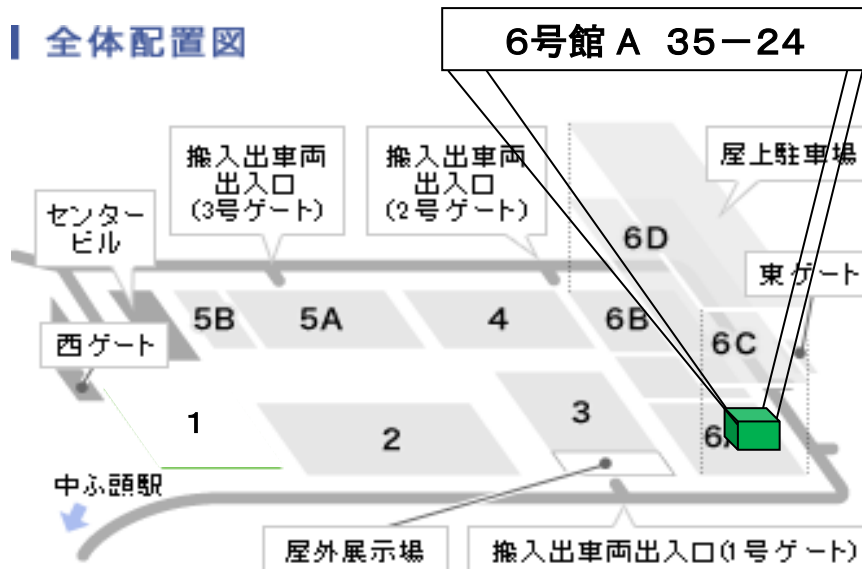 全体配置図
6号館 A 35－24
搬入出車両
出入口
(3号ゲート)
搬入出車両
出入口
(2号ゲート)
屋上駐車場
センター
ビル
6D
東ゲート
西ゲート
5B
5A
4
6B
6C
1
2
3
6A
中ふ頭駅
屋外展示場
搬入出車両出入口(1号ゲート)